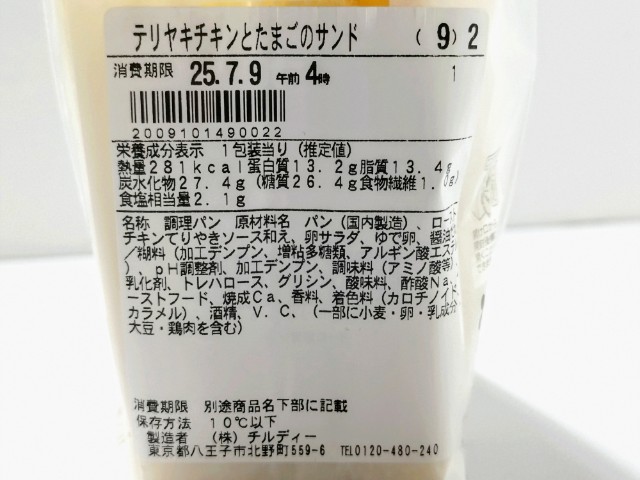 テリヤキチキンとたまごのサンド (9) 2
消費期限 25.7.9 午前 4時 1
2009101490022
栄養成分表示 1包装当り (推定値)
熱量281kcal蛋白質13.2g脂質13.4g
炭水化物27.4g (糖質26.4g食物繊維1.0g)
食塩相当量2.1g
名称 調理パン 原材料名 パン (国内製造)、ロースト
チキンてりやきソース和え、卵サラダ、ゆで卵、醤油
/糊料 (加工デンプン、増粘多糖類、アルギン酸エステ
)、pH調整剤、加工デンプン、調味料 (アミノ酸等)
乳化剤、トレハロース、グリシン、酸味料、酢酸Na、
ーストフード、焼成Ca、香料、着色料 (カロチノイド
カラメル)、酒精、V.C、(一部に小麦・卵・乳成分
大豆・鶏肉を含む)
消費期限 別途商品名下部に記載
保存方法 10℃以下
製造者 (株) チルディー
東京都八王子市北野町559-6 TEL0120-480-240